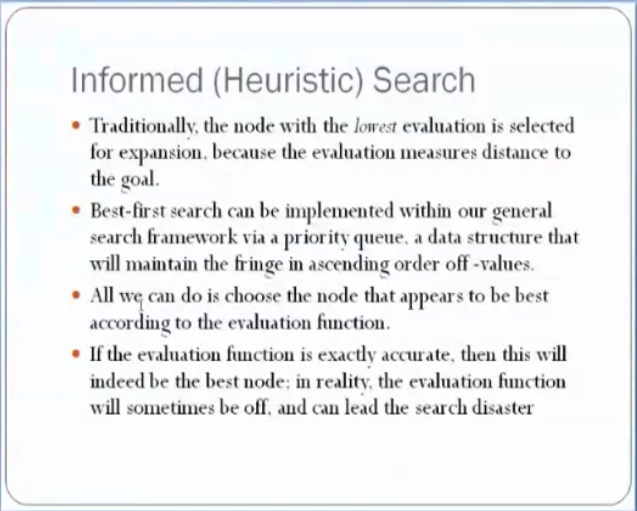 Informed (Heuristic) Search
• Traditionally, the node with the lowest evaluation is selected
for expansion, because the evaluation measures distance to
the goal.
• Best-first search can be implemented within our general
search framework via a priority queue, a data structure that
will maintain the fringe in ascending order off -values.
• All we can do is choose the node that appears to be best
according to the evaluation function.
• If the evaluation function is exactly accurate, then this will
indeed be the best node; in reality, the evaluation function
will sometimes be off, and can lead the search disaster